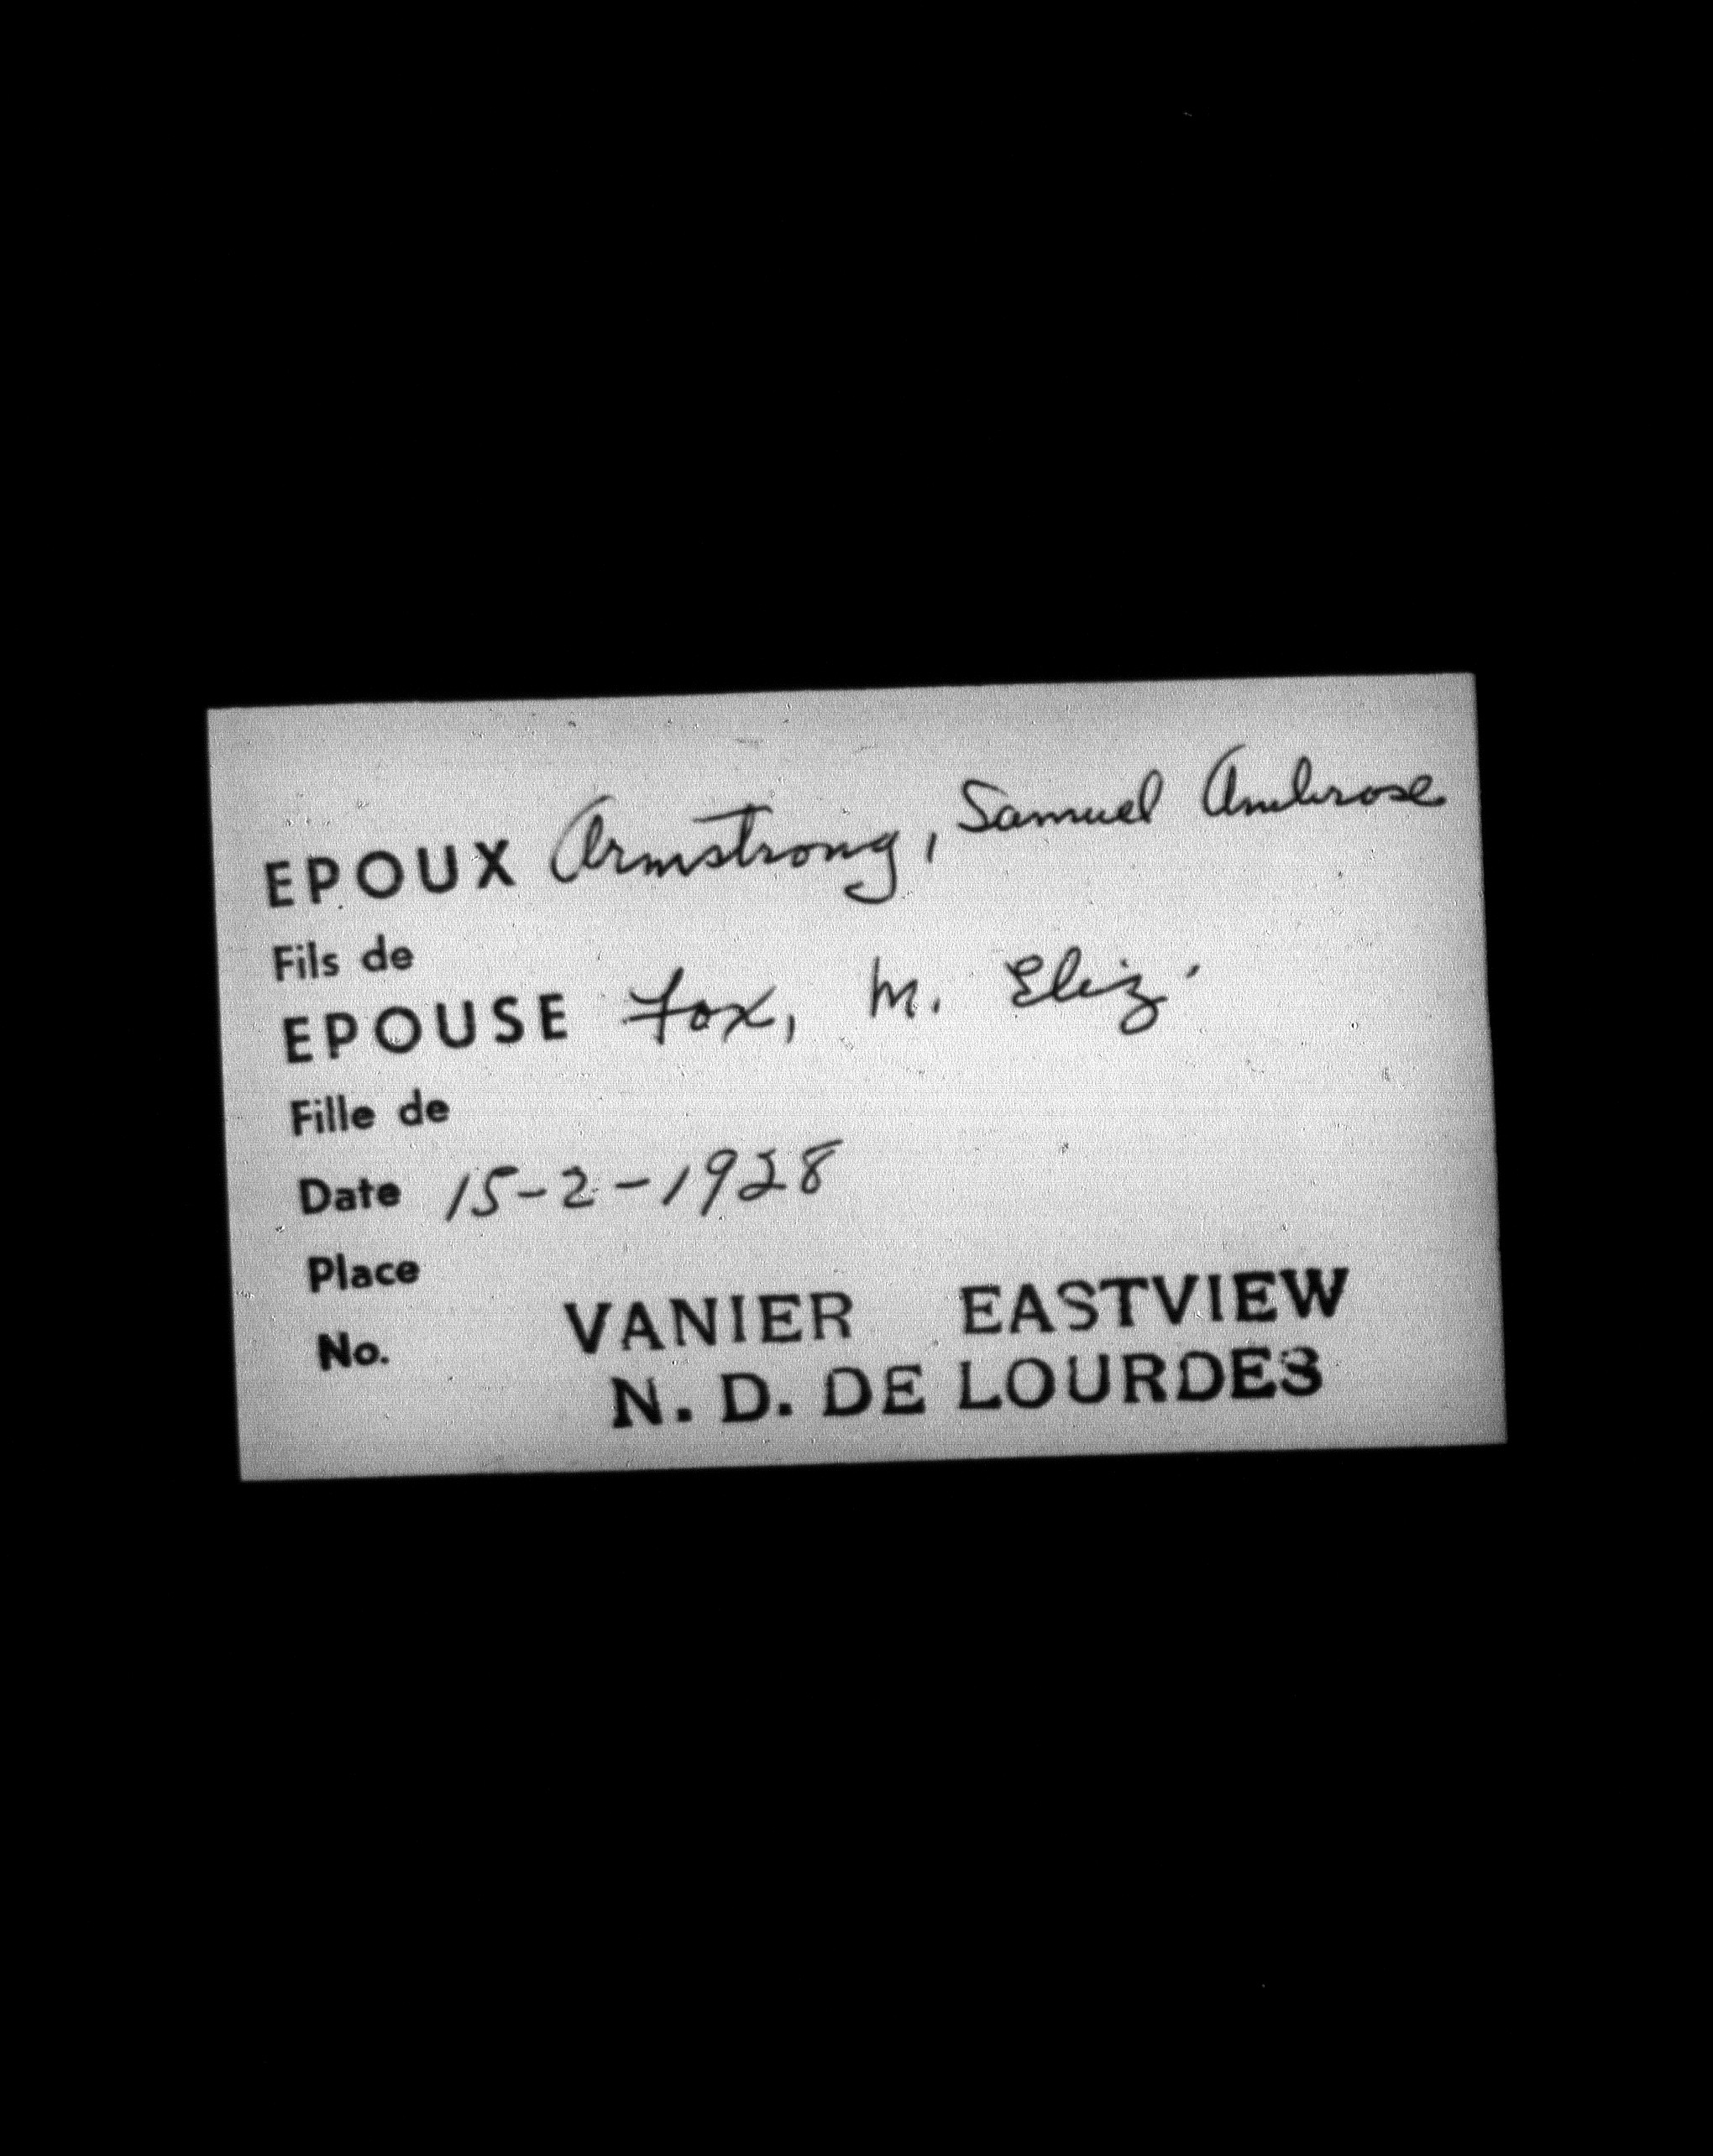 EPOUX Armstrong, Samuel Ambrose
Fils de
EPOUSE Fox, M. Eliz.
Fille de
Date 15-2-1928
Place
No.
VANIER EASTVIEW
N. D. DE LOURDES